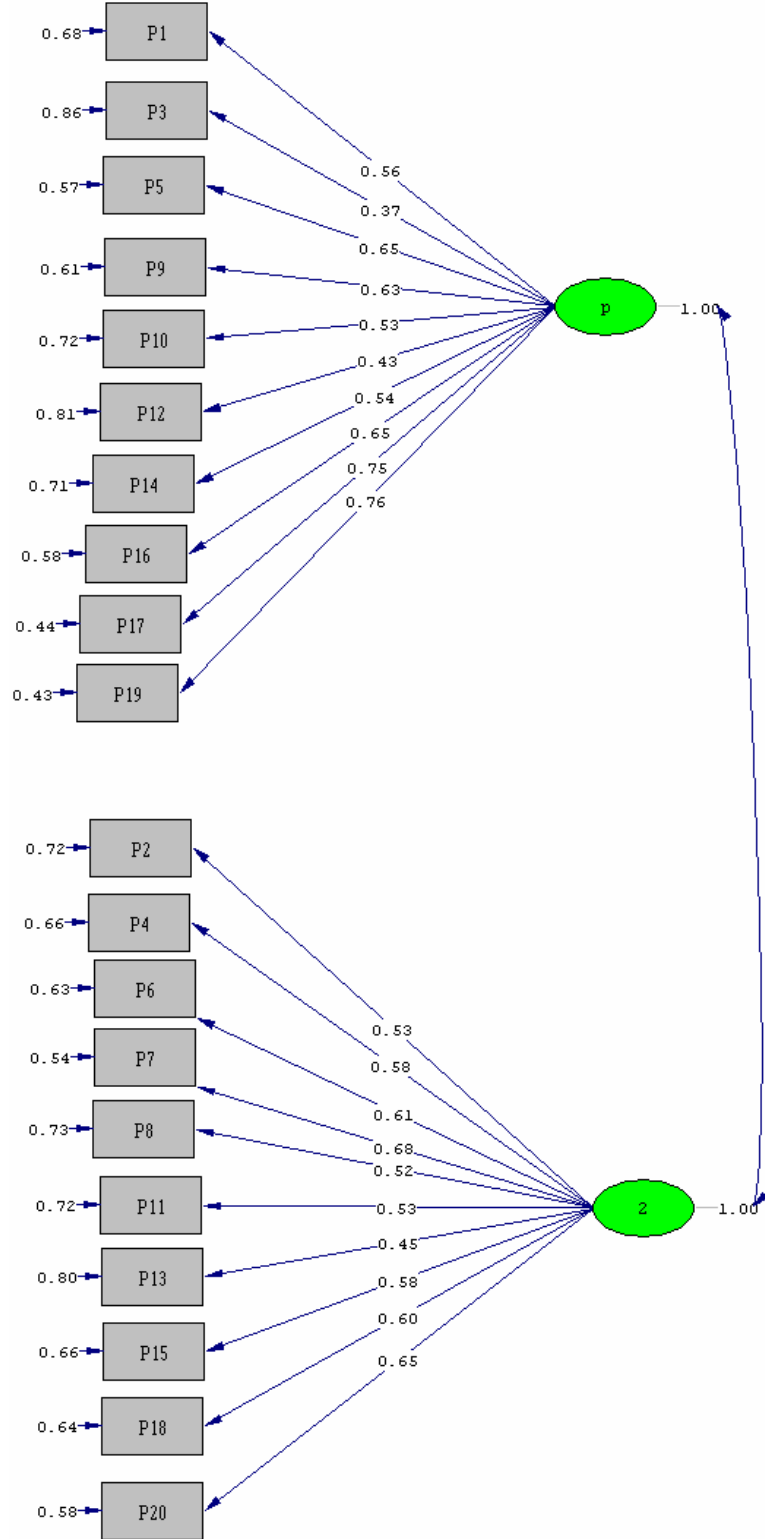 0.68 P1
0.86 P3
0.56
0.57 P5
0.37
0.65
0.61 P9
0.63
p 1.00
0.72 P10
0.53
0.43
0.81 P12
0.54
0.65
0.71 P14
0.75
0.76
0.58 P16
0.44 P17
0.43 P19
0.72 P2
0.66 P4
0.63 P6
0.53
0.54 P7
0.58
0.61
0.73 P8
0.68
0.52
0.72 P11
0.53
2 1.00
0.45
0.80 P13
0.58
0.60
0.66 P15
0.65
0.64 P18
0.58 P20